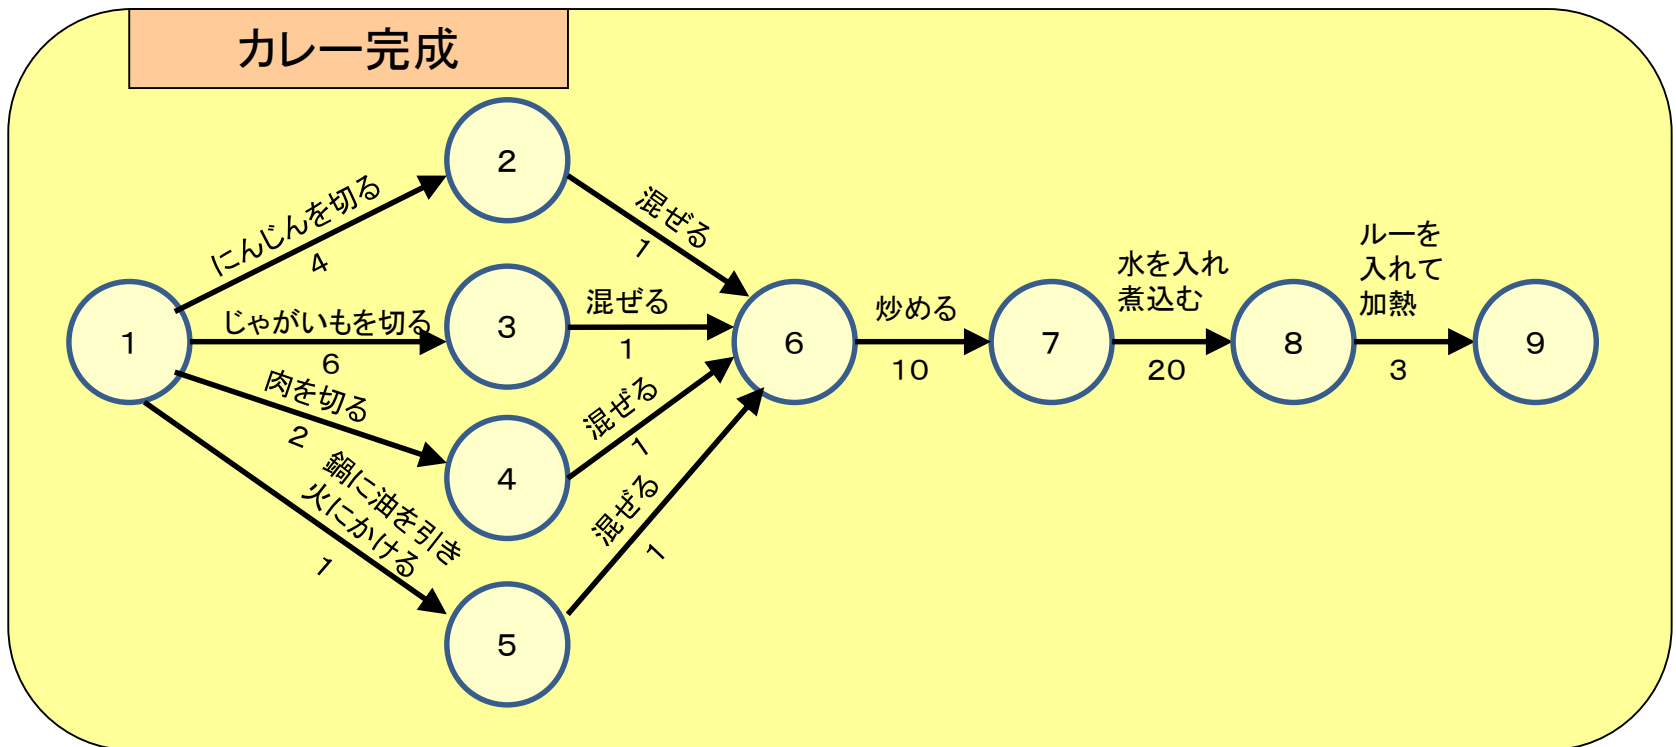 カレー完成
2
にんじんを切る
4
混ぜる
1
1
じゃがいもを切る
6
3
混ぜる
1
肉を切る
2
4
混ぜる
1
鍋に油を引き
火にかける
1
5
混ぜる
1
6
炒める
10
7
水を入れ
煮込む
20
8
ルーを
入れて
加熱
3
9